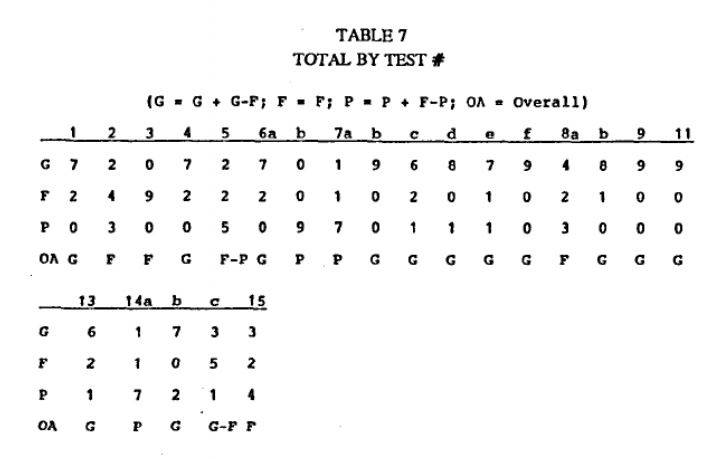 TABLE 7
TOTAL BY TEST #
(G = G + G-F; F = F; P = P + F-P; OA = Overall)
1 2 3 4 5 6a b 7a b c d e f 8a b 9 11
G 7 2 0 7 2 7 0 1 9 6 8 7 9 4 8 9 9
F 2 4 9 2 2 2 0 1 0 2 0 1 0 2 1 0 0
P 0 3 0 0 5 0 9 7 0 1 1 1 0 3 0 0 0
OA G F F G F-P G P P G G G G G F G G G
13 14a b c 15
G 6 1 7 3 3
F 2 1 0 5 2
P 1 7 2 1 4
OA G P G G-F F